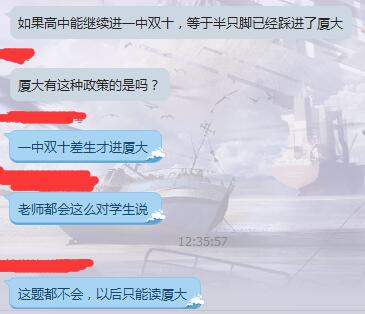 如果高中能继续进一中双十，等于半只脚已经踩进了厦大
厦大有这种政策的是吗？
一中双十差生才进厦大
老师都会这么对学生说
12:35:57
这题都不会，以后只能读厦大